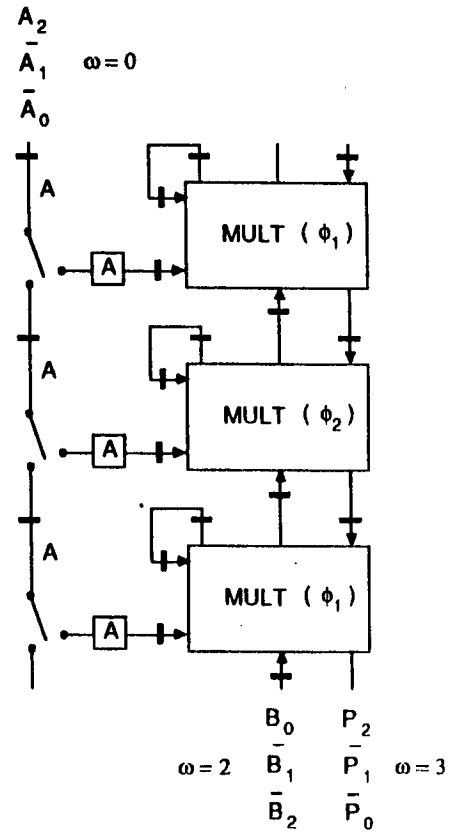 A₂
Ā₁ ω = 0
Ā₀
A
MULT ( ϕ₁ )
A
A
MULT ( ϕ₂ )
A
A
MULT ( ϕ₁ )
A
B₀ P₂
ω = 2 B̄₁ P̄₁ ω = 3
B̄₂ P̄₀